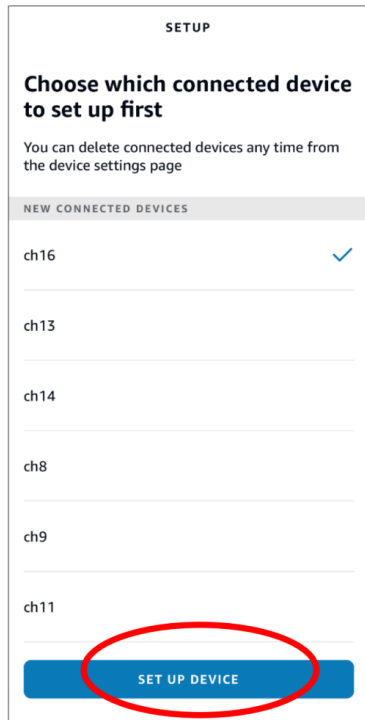 SETUP
Choose which connected device
to set up first
You can delete connected devices any time from
the device settings page
NEW CONNECTED DEVICES
ch16
ch13
ch14
ch8
ch9
ch11
SET UP DEVICE